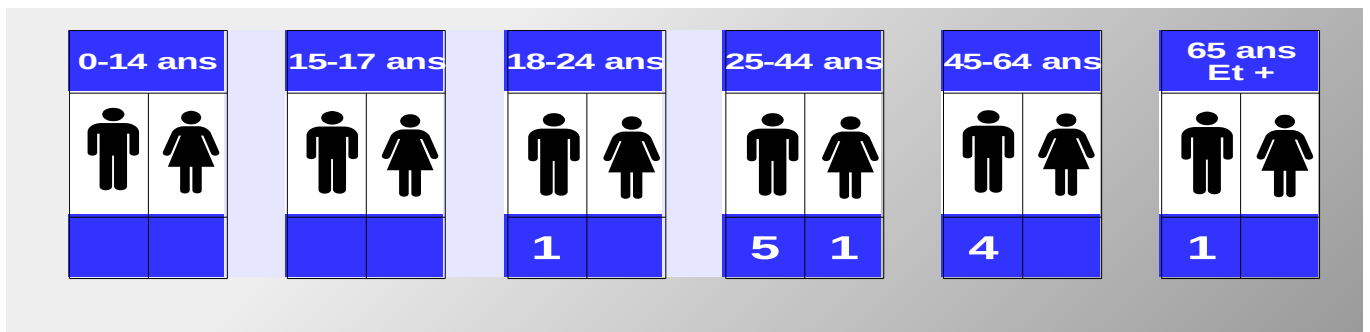 0-14 ans
15-17 ans
18-24 ans
25-44 ans
45-64 ans
65 ans
Et +
1
5
1
4
1